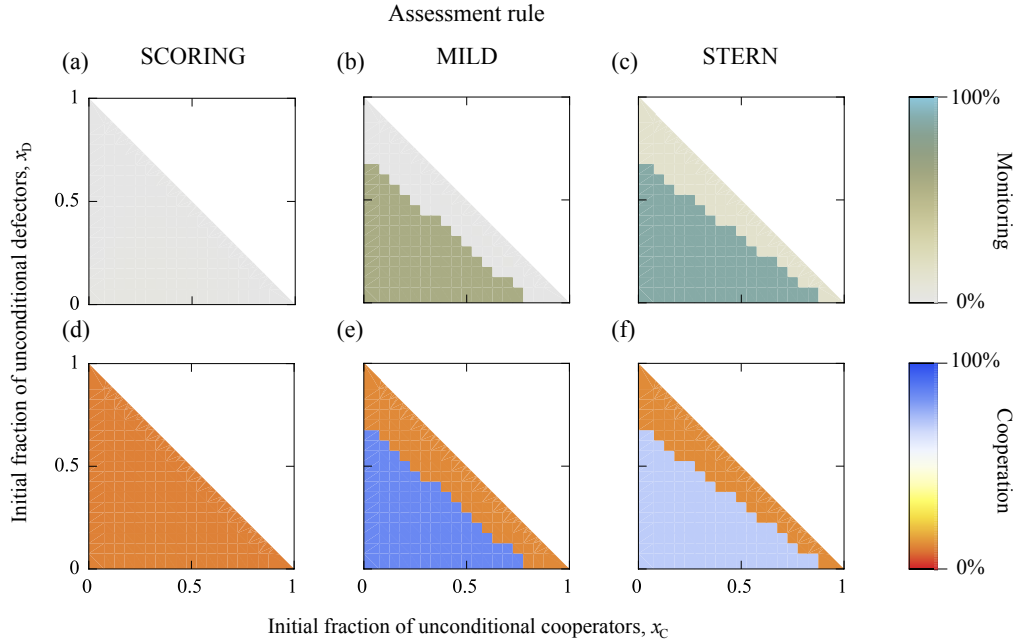 Assessment rule
(a) SCORING
(b) MILD
(c) STERN
1
0.5
0
100%
0%
Monitoring
Initial fraction of unconditional defectors, x_D
(d)
(e)
(f)
1
0.5
0
0 0.5 1
0 0.5 1
0 0.5 1
100%
0%
Cooperation
Initial fraction of unconditional cooperators, x_C